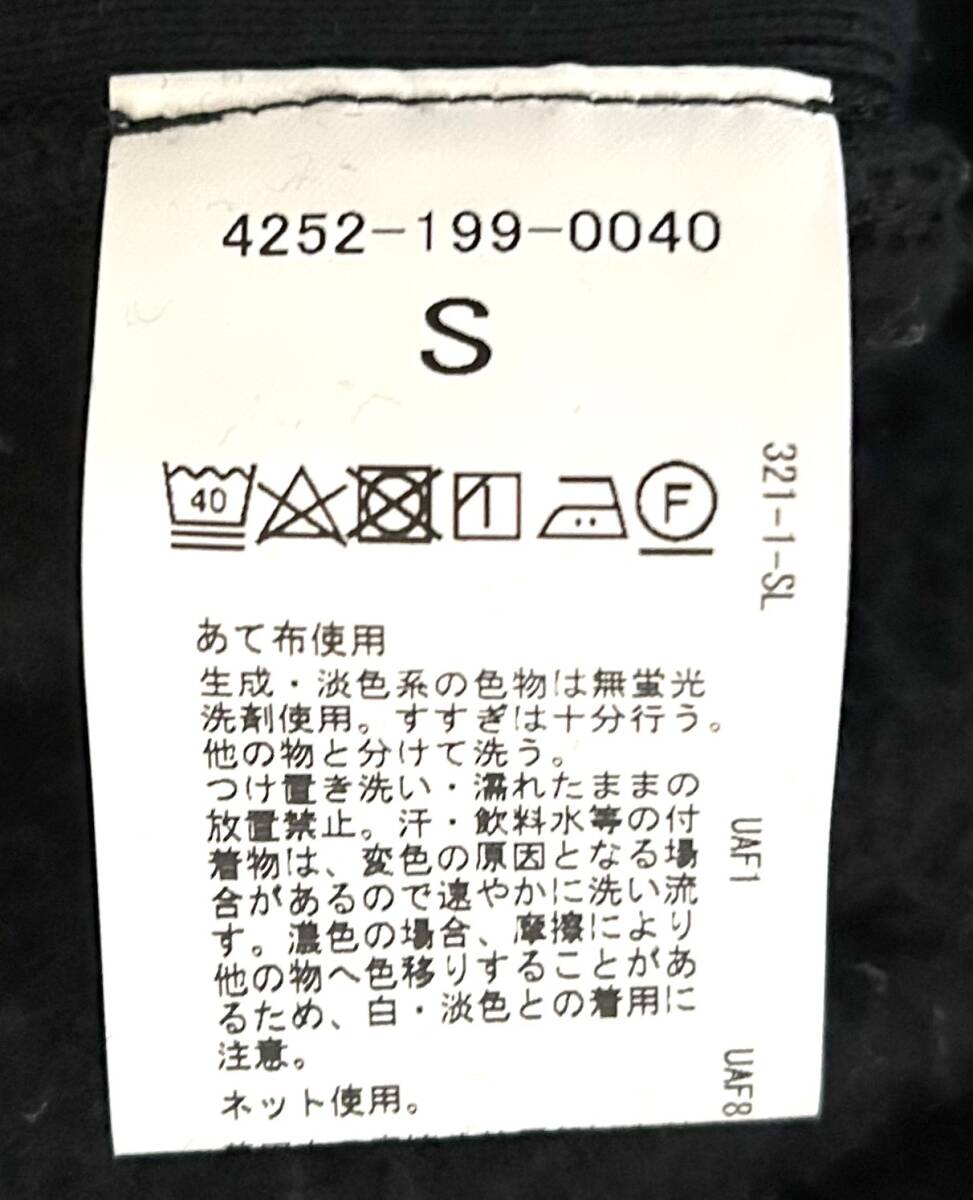 4252-199-0040
S
40
F
321-1-SL
あて布使用
生成・淡色系の色物は無蛍光
洗剤使用。すすぎは十分行う。
他の物と分けて洗う。
つけ置き洗い・濡れたままの
放置禁止。汗・飲料水等の付
着物は、変色の原因となる場
合があるので速やかに洗い流
す。濃色の場合、摩擦により
他の物へ色移りすることがあ
るため、白・淡色との着用に
注意。
ネット使用。
UAF1
UAF8